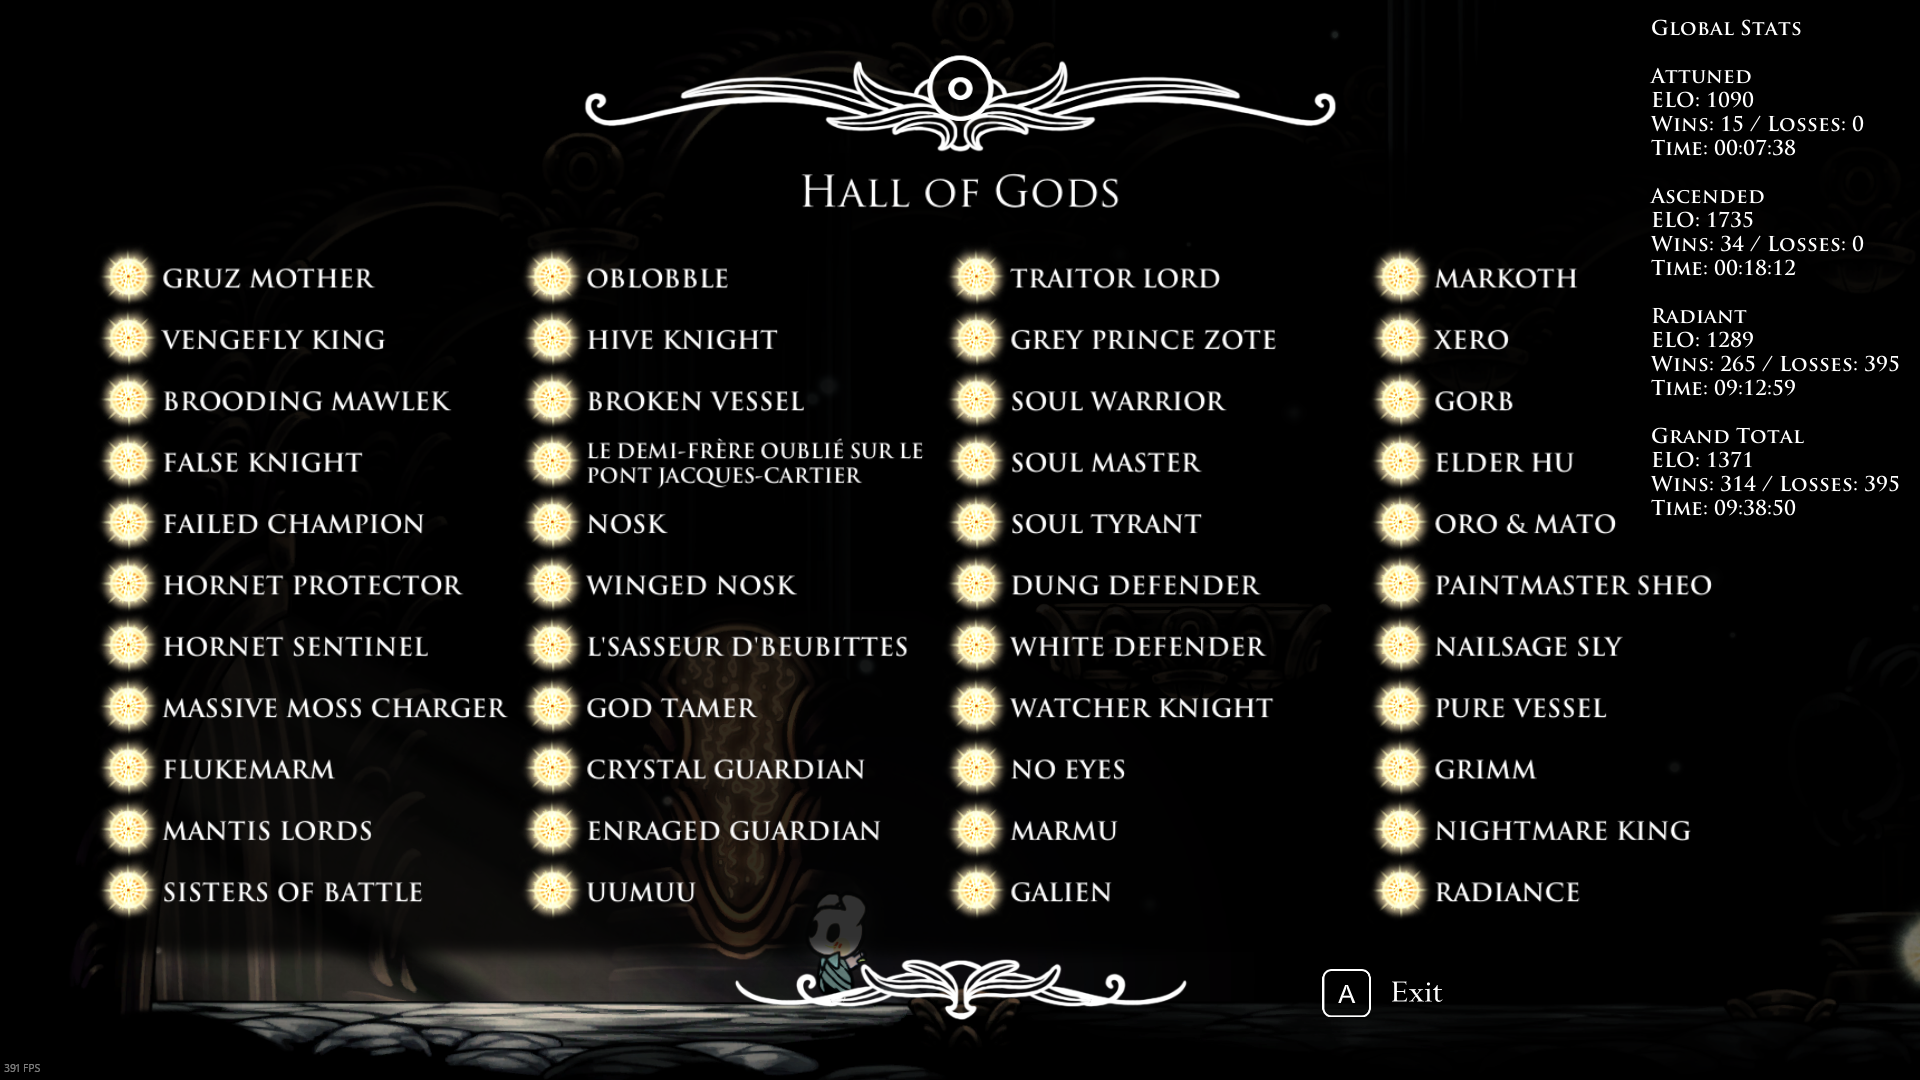 Hall of Gods
GRUZ MOTHER
VENGEFLY KING
BROODING MAWLEK
FALSE KNIGHT
FAILED CHAMPION
HORNET PROTECTOR
HORNET SENTINEL
MASSIVE MOSS CHARGER
FLUKEMARM
MANTIS LORDS
SISTERS OF BATTLE
OBLOBBLE
HIVE KNIGHT
BROKEN VESSEL
LE DEMI-FRÈRE OUBLIÉ SUR LE
PONT JACQUES-CARTIER
NOSK
WINGED NOSK
L'SASSEUR D'BEUBITTES
GOD TAMER
CRYSTAL GUARDIAN
ENRAGED GUARDIAN
UUMUU
TRAITOR LORD
GREY PRINCE ZOTE
SOUL WARRIOR
SOUL MASTER
SOUL TYRANT
DUNG DEFENDER
WHITE DEFENDER
WATCHER KNIGHT
NO EYES
MARMU
GALIEN
MARKOTH
XERO
GORB
ELDER HU
ORO & MATO
PAINTMASTER SHEO
NAILSAGE SLY
PURE VESSEL
GRIMM
NIGHTMARE KING
RADIANCE
Global Stats
Attuned
ELO: 1090
Wins: 15 / Losses: 0
Time: 00:07:38
Ascended
ELO: 1735
Wins: 34 / Losses: 0
Time: 00:18:12
Radiant
ELO: 1289
Wins: 265 / Losses: 395
Time: 09:12:59
Grand Total
ELO: 1371
Wins: 314 / Losses: 395
Time: 09:38:50
A Exit
391 FPS